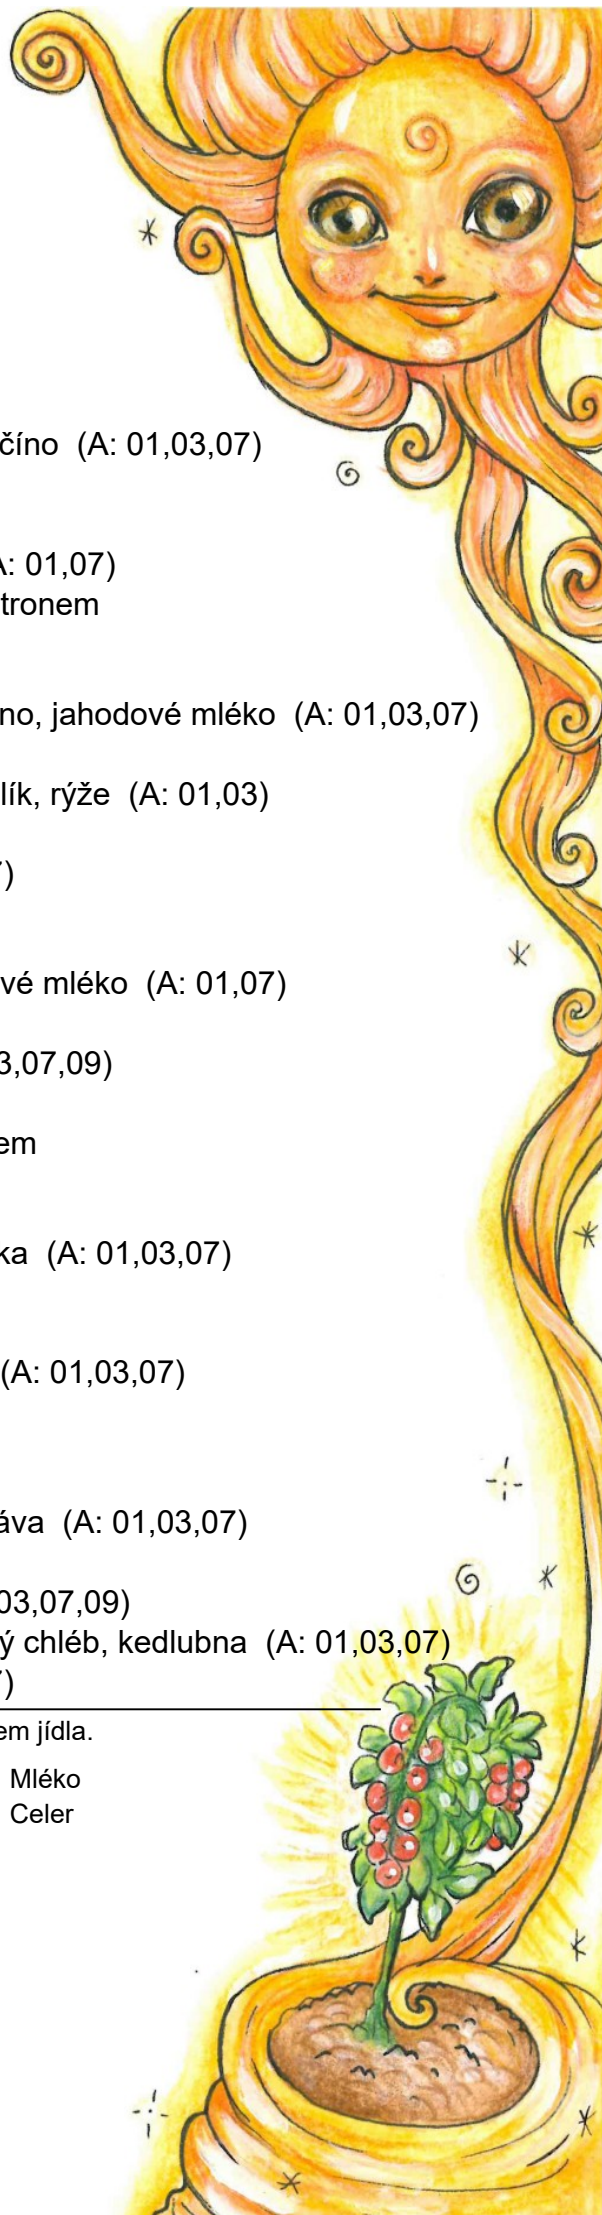 číno (A: 01,03,07)
A: 01,07)
tronem
no, jahodové mléko (A: 01,03,07)
lík, rýže (A: 01,03)
7)
vé mléko (A: 01,07)
3,07,09)
em
ka (A: 01,03,07)
(A: 01,03,07)
áva (A: 01,03,07)
03,07,09)
ý chléb, kedlubna (A: 01,03,07)
7)
em jídla.
Mléko
Celer